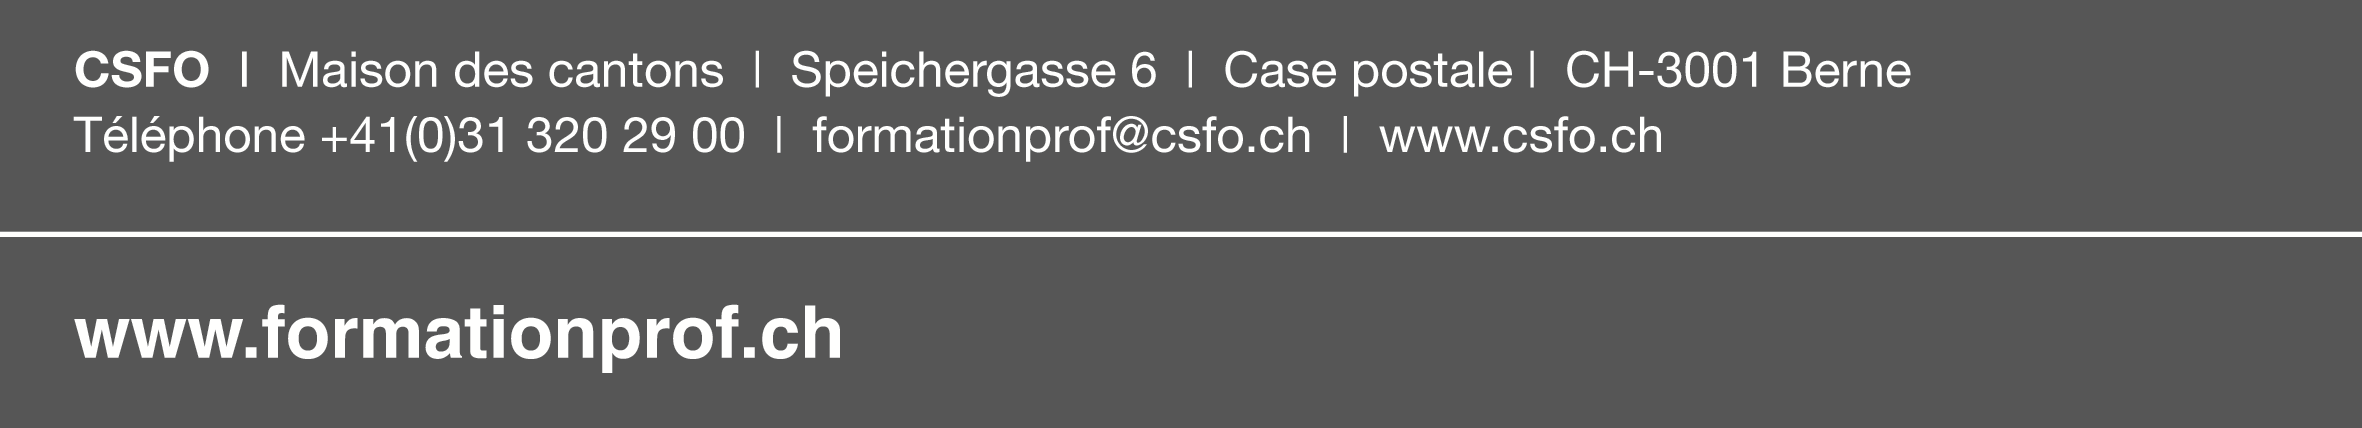 CSFO | Maison des cantons | Speichergasse 6 | Case postale | CH-3001 Berne
Téléphone +41(0)31 320 29 00 | formationprof@csfo.ch | www.csfo.ch
www.formationprof.ch